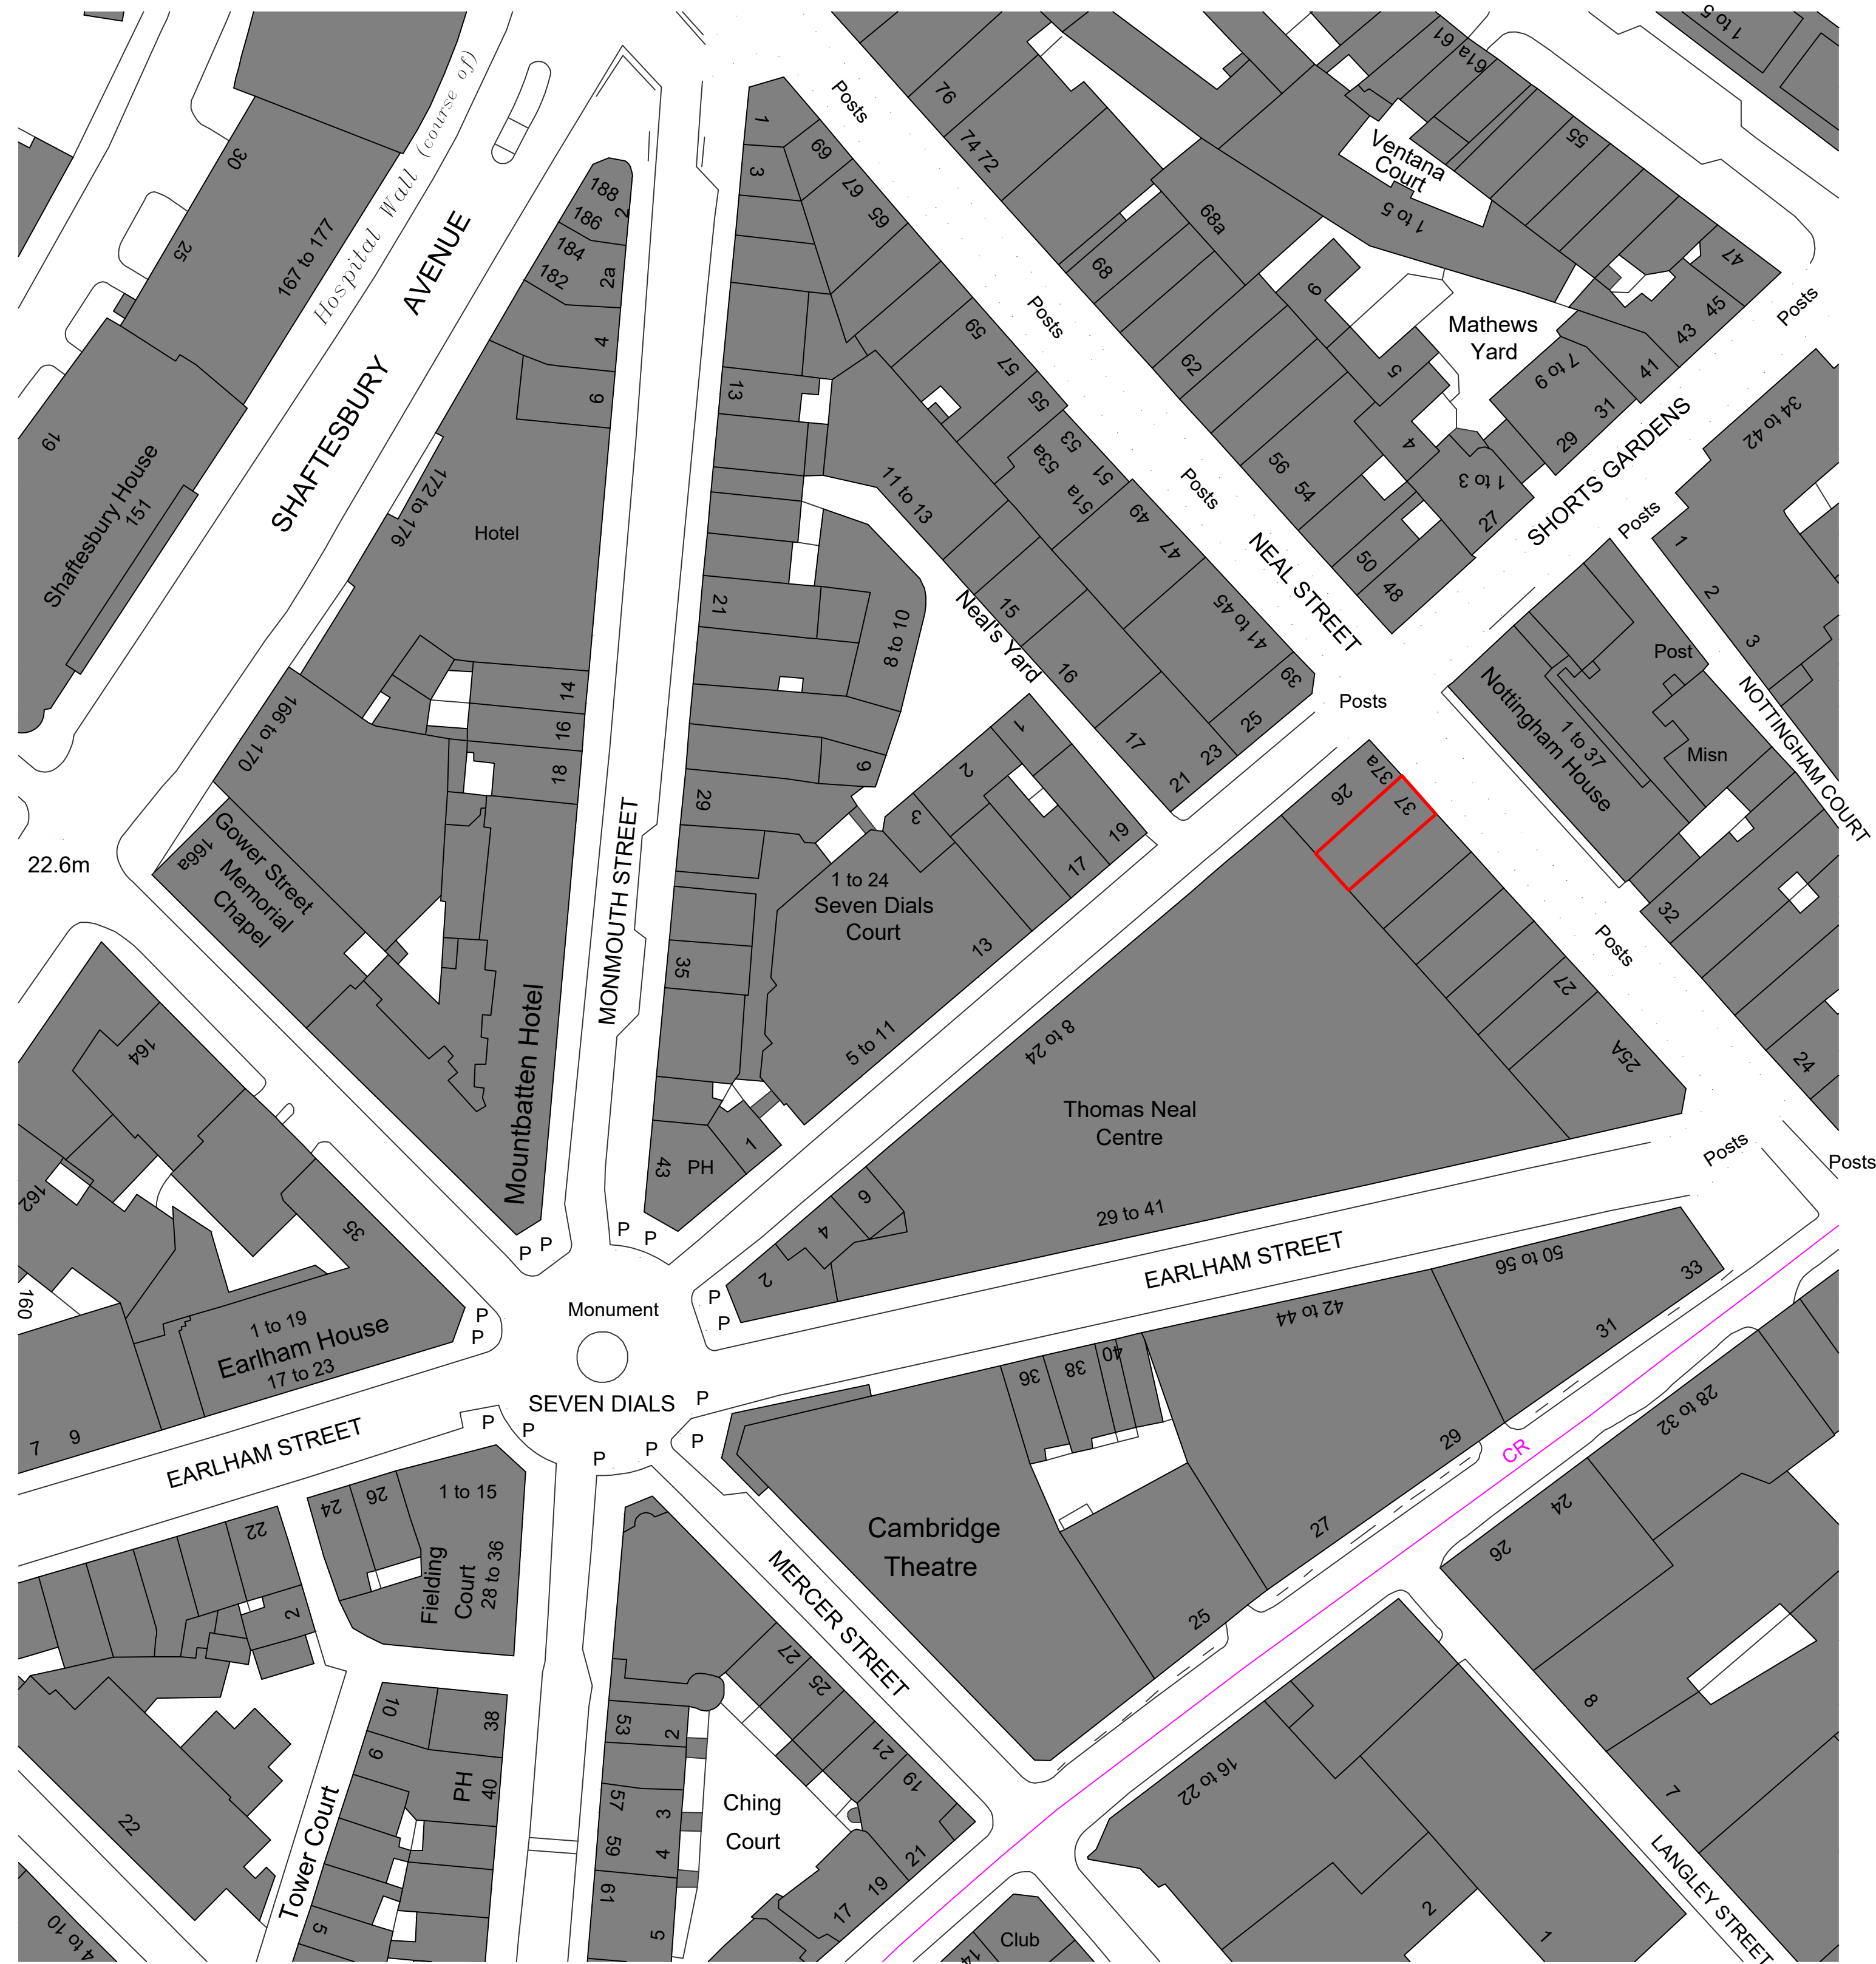 1 to 5
61
61a
Posts
76
74 72
55
Ventana
Court
1 to 5
30
Hospital Wall (course of)
1
3
69
67
65
188
2
186
184
182
2a
68a
68
47
45
43
41
25
167 to 177
AVENUE
Posts
Posts
6
Mathews
Yard
7 to 9
31
29
34 to 42
4
6
59
57
55
62
5
4
13
53
53a
51
51a
19
Shaftesbury House
151
SHAFTESBURY
172 to 176
Hotel
11 to 13
49
47
Posts
56
54
1 to 3
27
SHORTS GARDENS
Posts
50
48
NEAL STREET
1
2
3
21
8 to 10
Neal's Yard
15
16
41 to 45
39
25
23
21
17
Posts
Post
Misn
Nottingham House
1 to 37
NOTTINGHAM COURT
14
16
18
166 to 170
9
29
1
2
3
19
17
26
37a
37
22.6m
Gower Street
Memorial
Chapel
166a
MONMOUTH STREET
1 to 24
Seven Dials
Court
13
35
32
Posts
27
25A
24
164
Mountbatten Hotel
5 to 11
8 to 24
Thomas Neal
Centre
1
43
PH
Posts
Posts
162
35
6
4
2
29 to 41
P
P
P
P
EARLHAM STREET
50 to 56
33
160
1 to 19
Earlham House
17 to 23
P
P
Monument
P
P
42 to 44
31
36
38
40
SEVEN DIALS
P
7
9
EARLHAM STREET
P
P
P
P
P
29
CR
28 to 32
24
26
1 to 15
22
24
26
Fielding
Court
28 to 36
Cambridge
Theatre
27
24
26
MERCER STREET
2
25
27
25
10
38
53
2
21
19
9
PH
40
57
3
Ching
Court
59
4
16 to 22
8
7
22
Tower Court
61
5
5
21
19
17
4 to 10
Club
14
2
1
LANGLEY STREET